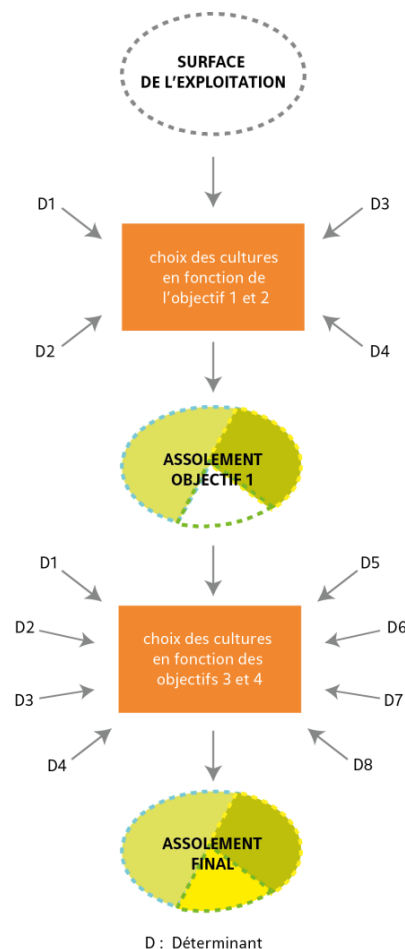 SURFACE
DE L'EXPLOITATION
D1
D3
choix des cultures
en fonction de
l'objectif 1 et 2
D2
D4
ASSOLEMENT
OBJECTIF 1
D1
D5
D2
D6
choix des cultures
en fonction des
objectifs 3 et 4
D3
D7
D4
D8
ASSOLEMENT
FINAL
D : Déterminant